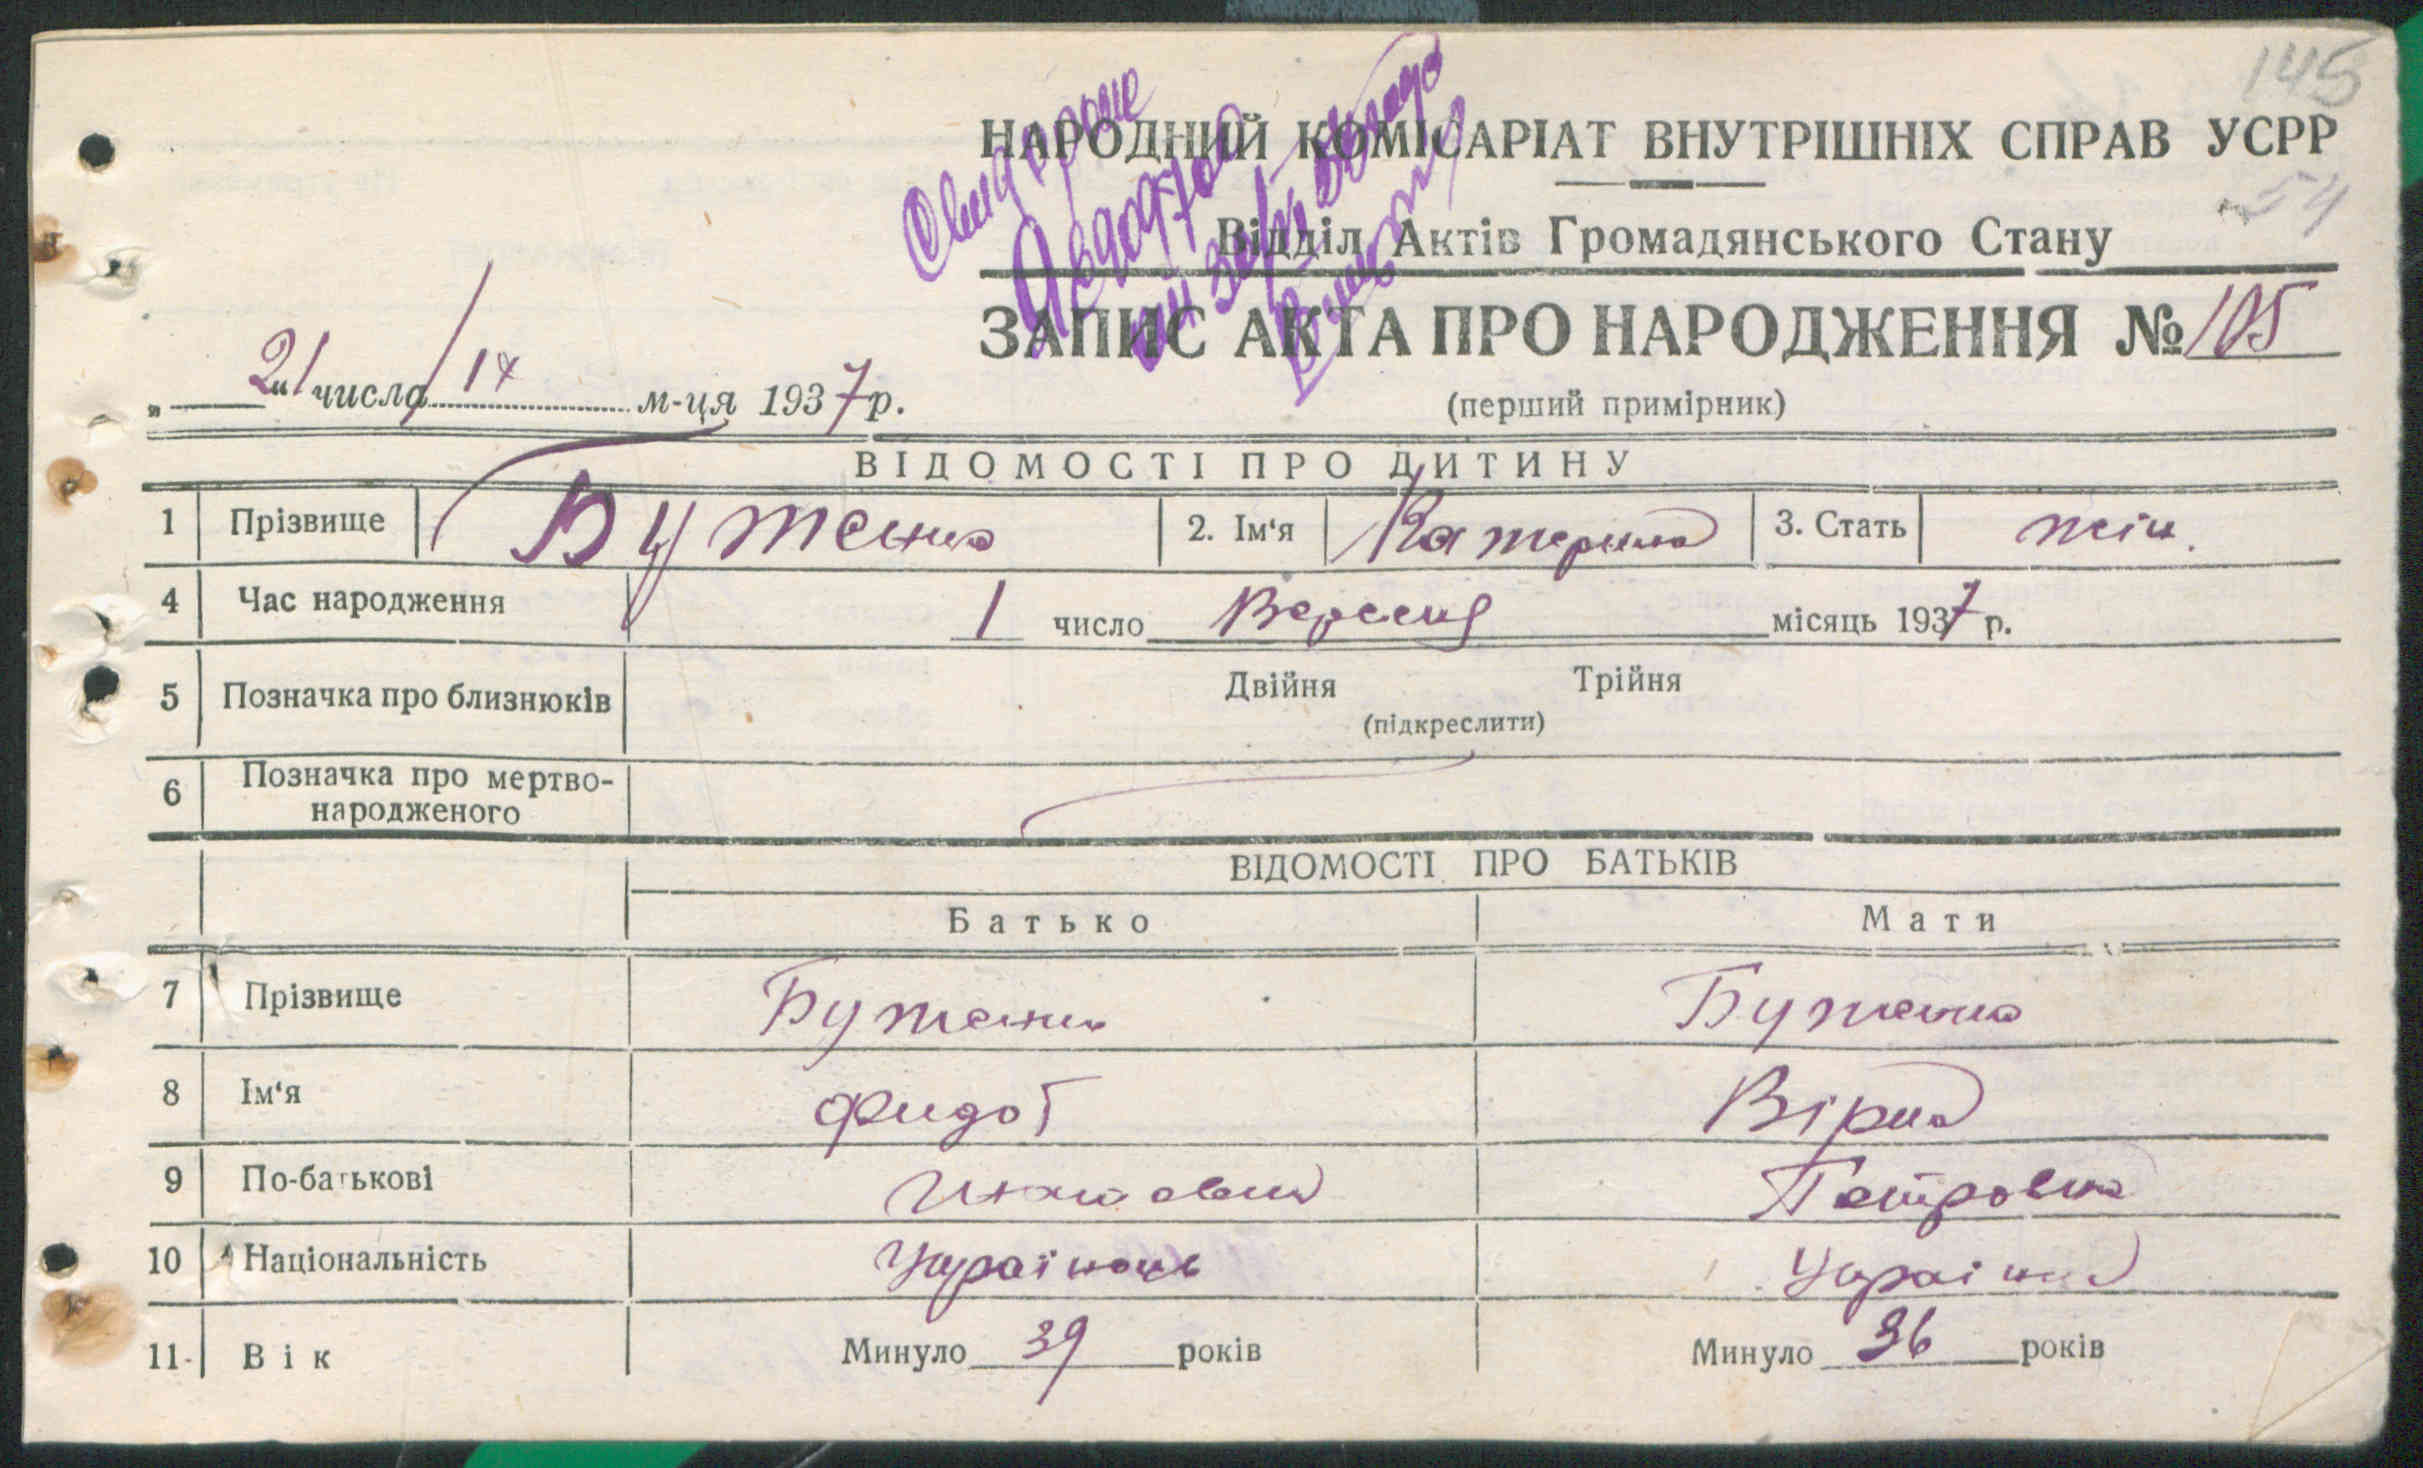 145
НАРОДНИЙ КОМІСАРІАТ ВНУТРІШНІХ СПРАВ УСРР
54
Відділ Актів Громадянського Стану
ЗАПИС АКТА ПРО НАРОДЖЕННЯ № 105
„ 21 " числа IX м-ця 1937 р.
(перший примірник)
ВІДОМОСТІ ПРО ДИТИНУ
1 Прізвище Бутенко 2. Ім‘я Катерина 3. Стать жін.
4 Час народження 1 число Вересня місяць 1937 р.
5 Позначка про близнюків Двійня Трійня
(підкреслити)
6 Позначка про мертво-
народженого
ВІДОМОСТІ ПРО БАТЬКІВ
Батько Мати
7 Прізвище Бутенко Бутенко
8 Ім‘я Федот Віра
9 По-батькові Петровна
10 Національність Українець Українка
11 Вік Минуло 39 років Минуло 36 років